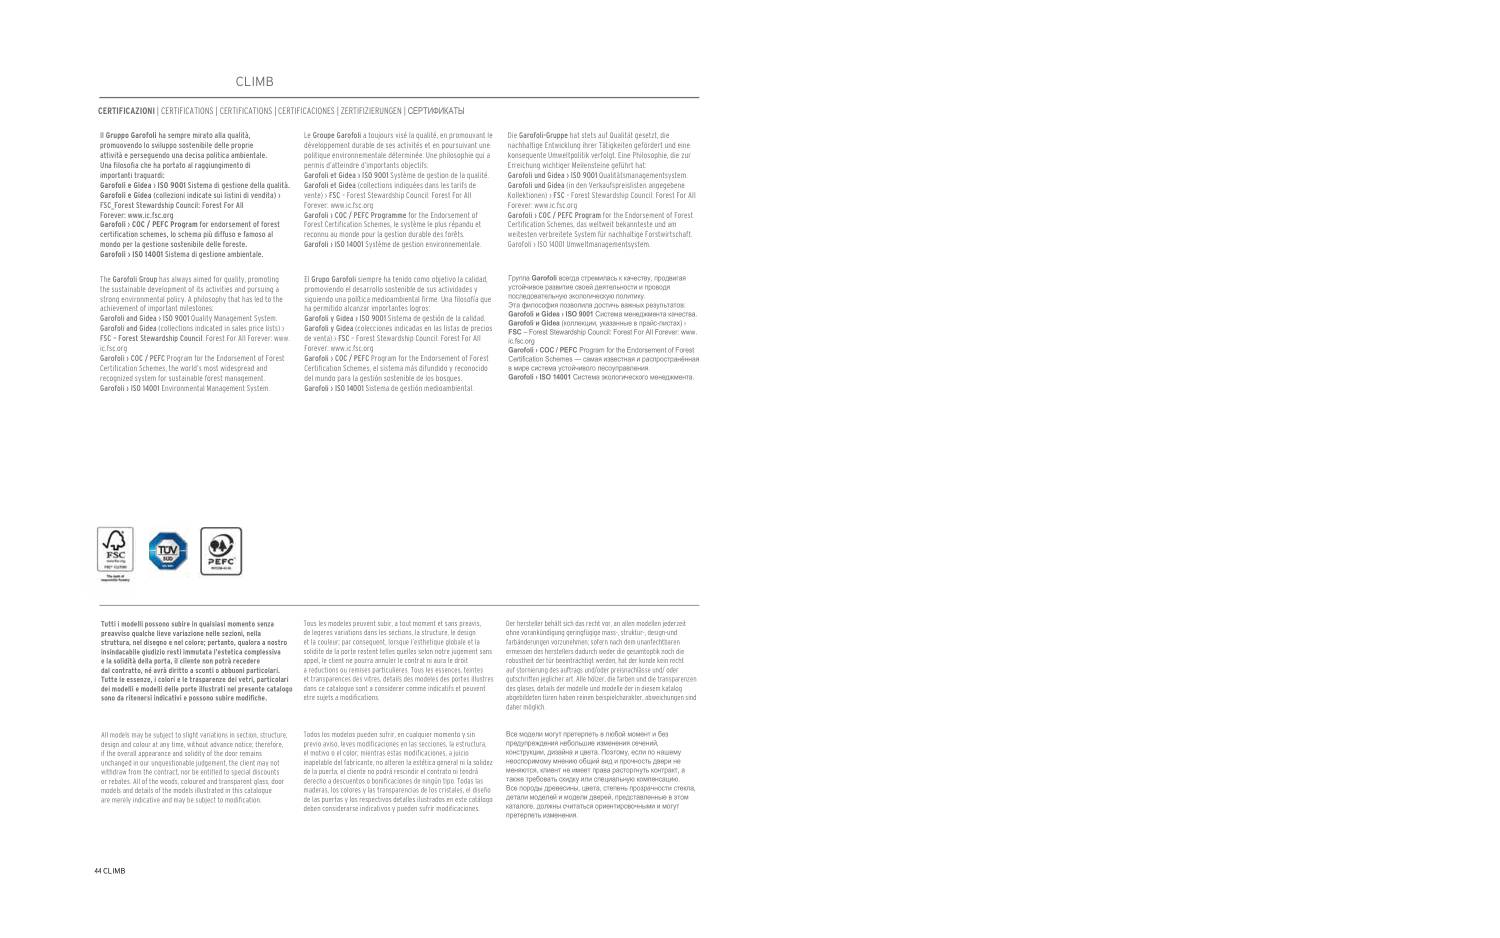 CLIMB
CERTIFICAZIONI | CERTIFICATIONS | CERTIFICATIONS | CERTIFICACIONES | ZERTIFIZIERUNGEN | СЕРТИФИКАТЫ
Il Gruppo Garofoli ha sempre mirato alla qualità,
promuovendo lo sviluppo sostenibile delle proprie
attività e perseguendo una decisa politica ambientale.
Una filosofia che ha portato al raggiungimento di
importanti traguardi:
Garofoli e Gidea › ISO 9001 Sistema di gestione della qualità.
Garofoli e Gidea (collezioni indicate sui listini di vendita) ›
FSC_Forest Stewardship Council: Forest For All
Forever: www.ic.fsc.org
Garofoli › COC / PEFC Program for endorsement of forest
certification schemes, lo schema più diffuso e famoso al
mondo per la gestione sostenibile delle foreste.
Garofoli › ISO 14001 Sistema di gestione ambientale.
Le Groupe Garofoli a toujours visé la qualité, en promouvant le
développement durable de ses activités et en poursuivant une
politique environnementale déterminée. Une philosophie qui a
permis d'atteindre d'importants objectifs:
Garofoli et Gidea › ISO 9001 Système de gestion de la qualité.
Garofoli et Gidea (collections indiquées dans les tarifs de
vente) › FSC - Forest Stewardship Council: Forest For All
Forever: www.ic.fsc.org
Garofoli › COC / PEFC Programme for the Endorsement of
Forest Certification Schemes, le système le plus répandu et
reconnu au monde pour la gestion durable des forêts.
Garofoli › ISO 14001 Système de gestion environnementale.
Die Garofoli-Gruppe hat stets auf Qualität gesetzt, die
nachhaltige Entwicklung ihrer Tätigkeiten gefördert und eine
konsequente Umweltpolitik verfolgt. Eine Philosophie, die zur
Erreichung wichtiger Meilensteine geführt hat:
Garofoli und Gidea › ISO 9001 Qualitätsmanagementsystem.
Garofoli und Gidea (in den Verkaufspreislisten angegebene
Kollektionen) › FSC - Forest Stewardship Council: Forest For All
Forever: www.ic.fsc.org
Garofoli › COC / PEFC Program for the Endorsement of Forest
Certification Schemes, das weltweit bekannteste und am
weitesten verbreitete System für nachhaltige Forstwirtschaft.
Garofoli › ISO 14001 Umweltmanagementsystem.
The Garofoli Group has always aimed for quality, promoting
the sustainable development of its activities and pursuing a
strong environmental policy. A philosophy that has led to the
achievement of important milestones:
Garofoli and Gidea › ISO 9001 Quality Management System.
Garofoli and Gidea (collections indicated in sales price lists) ›
FSC – Forest Stewardship Council: Forest For All Forever: www.
ic.fsc.org
Garofoli › COC / PEFC Program for the Endorsement of Forest
Certification Schemes, the world's most widespread and
recognized system for sustainable forest management.
Garofoli › ISO 14001 Environmental Management System.
El Grupo Garofoli siempre ha tenido como objetivo la calidad,
promoviendo el desarrollo sostenible de sus actividades y
siguiendo una política medioambiental firme. Una filosofía que
ha permitido alcanzar importantes logros:
Garofoli y Gidea › ISO 9001 Sistema de gestión de la calidad.
Garofoli y Gidea (colecciones indicadas en las listas de precios
de venta) › FSC - Forest Stewardship Council: Forest For All
Forever: www.ic.fsc.org
Garofoli › COC / PEFC Program for the Endorsement of Forest
Certification Schemes, el sistema más difundido y reconocido
del mundo para la gestión sostenible de los bosques.
Garofoli › ISO 14001 Sistema de gestión medioambiental.
Группа Garofoli всегда стремилась к качеству, продвигая
устойчивое развитие своей деятельности и проводя
последовательную экологическую политику.
Эта философия позволила достичь важных результатов:
Garofoli и Gidea › ISO 9001 Система менеджмента качества.
Garofoli и Gidea (коллекции, указанные в прайс-листах) ›
FSC – Forest Stewardship Council: Forest For All Forever: www.
ic.fsc.org
Garofoli › COC / PEFC Program for the Endorsement of Forest
Certification Schemes — самая известная и распространённая
в мире система устойчивого лесоуправления.
Garofoli › ISO 14001 Система экологического менеджмента.
FSC
TÜV
SÜD
PEFC
Tutti i modelli possono subire in qualsiasi momento senza
preavviso qualche lieve variazione nelle sezioni, nella
struttura, nel disegno e nel colore; pertanto, qualora a nostro
insindacabile giudizio resti immutata l'estetica complessiva
e la solidità della porta, il cliente non potrà recedere
dal contratto, né avrà diritto a sconti o abbuoni particolari.
Tutte le essenze, i colori e le trasparenze dei vetri, particolari
dei modelli e modelli delle porte illustrati nel presente catalogo
sono da ritenersi indicativi e possono subire modifiche.
Tous les modeles peuvent subir, a tout moment et sans preavis,
de legeres variations dans les sections, la structure, le design
et la couleur; par consequent, lorsque l'esthetique globale et la
solidite de la porte restent telles quelles selon notre jugement sans
appel, le client ne pourra annuler le contrat ni aura le droit
a reductions ou remises particulieres. Tous les essences, teintes
et transparences des vitres, details des modeles des portes illustres
dans ce catalogue sont a considerer comme indicatifs et peuvent
etre sujets a modifications.
Der hersteller behält sich das recht vor, an allen modellen jederzeit
ohne vorankündigung geringfügige mass-, struktur-, design-und
farbänderungen vorzunehmen; sofern nach dem unanfechtbaren
ermessen des herstellers dadurch weder die gesamtoptik noch die
robustheit der tür beeintrachtigt werden, hat der kunde kein recht
auf stornierung des auftrags und/oder preisnachlässe und/ oder
gutschriften jeglicher art. Alle hölzer, die farben und die transparenzen
des glases, details der modelle und modelle der in diesem katalog
abgebildeten türen haben reinem beispielcharakter, abweichungen sind
daher möglich.
All models may be subject to slight variations in section, structure,
design and colour at any time, without advance notice; therefore,
if the overall appearance and solidity of the door remains
unchanged in our unquestionable judgement, the client may not
withdraw from the contract, nor be entitled to special discounts
or rebates. All of the woods, coloured and transparent glass, door
models and details of the models illustrated in this catalogue
are merely indicative and may be subject to modification.
Todos los modelos pueden sufrir, en cualquier momento y sin
previo aviso, leves modificaciones en las secciones, la estructura,
el motivo o el color; mientras estas modificaciones, a juicio
inapelable del fabricante, no alteren la estética general ni la solidez
de la puerta, el cliente no podrá rescindir el contrato ni tendrá
derecho a descuentos o bonificaciones de ningún tipo. Todas las
maderas, los colores y las transparencias de los cristales, el diseño
de las puertas y los respectivos detalles ilustrados en este catálogo
deben considerarse indicativos y pueden sufrir modificaciones.
Все модели могут претерпеть в любой момент и без
предупреждения небольшие изменения сечений,
конструкции, дизайна и цвета. Поэтому, если по нашему
неоспоримому мнению общий вид и прочность двери не
меняются, клиент не имеет права расторгнуть контракт, а
также требовать скидку или специальную компенсацию.
Все породы древесины, цвета, степень прозрачности стекла,
детали моделей и модели дверей, представленные в этом
каталоге, должны считаться ориентировочными и могут
претерпеть изменения.
44 CLIMB